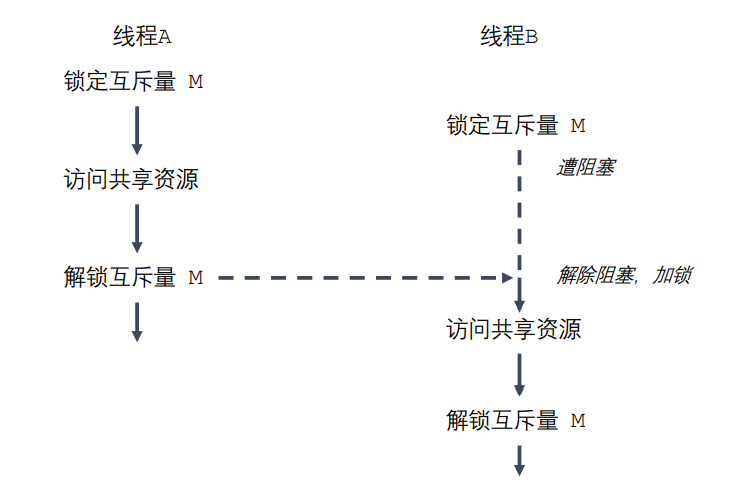 线程A
线程B
锁定互斥量 M
锁定互斥量 M
遭阻塞
访问共享资源
解锁互斥量 M
解除阻塞，加锁
访问共享资源
解锁互斥量 M